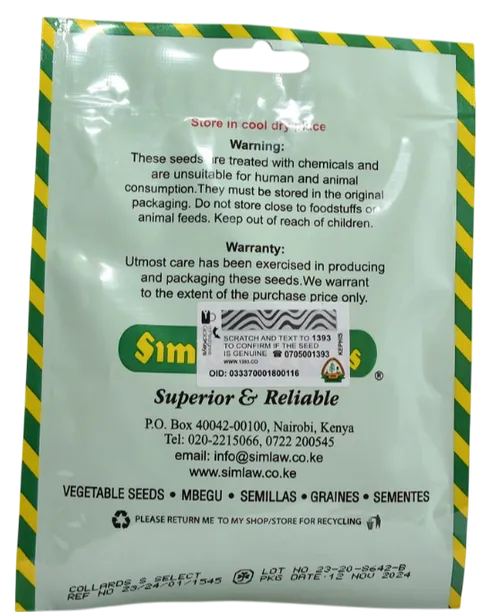 Store in cool dry place
Warning:
These seeds are treated with chemicals and
are unsuitable for human and animal
consumption.They must be stored in the original
packaging. Do not store close to foodstuffs or
animal feeds. Keep out of reach of children.
Warranty:
Utmost care has been exercised in producing
and packaging these seeds.We warrant
to the extent of the purchase price only.
SCRATCH AND TEXT TO 1393
TO CONFIRM IF THE SEED
IS GENUINE ☎ 0705001393
www.1393.co
KEPHIS
OID: 033370001800116
Sim s ®
Superior & Reliable
P.O. Box 40042-00100, Nairobi, Kenya
Tel: 020-2215066, 0722 200545
email: info@simlaw.co.ke
www.simlaw.co.ke
VEGETABLE SEEDS • MBEGU • SEMILLAS • GRAINES • SEMENTES
PLEASE RETURN ME TO MY SHOP/STORE FOR RECYCLING
COLLARDS S SELECT LOT NO 23-20-8642-B
REF NO 23/24/01/1545 PKG DATE 12 NOV 2024